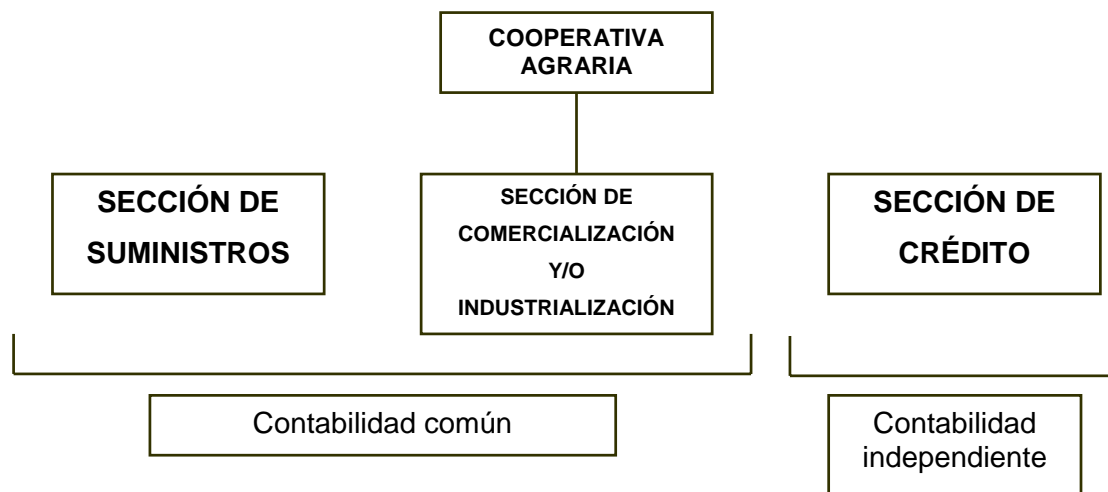 COOPERATIVA
AGRARIA
SECCIÓN DE
SUMINISTROS
SECCIÓN DE
COMERCIALIZACIÓN
Y/O
INDUSTRIALIZACIÓN
SECCIÓN DE
CRÉDITO
Contabilidad común
Contabilidad
independiente